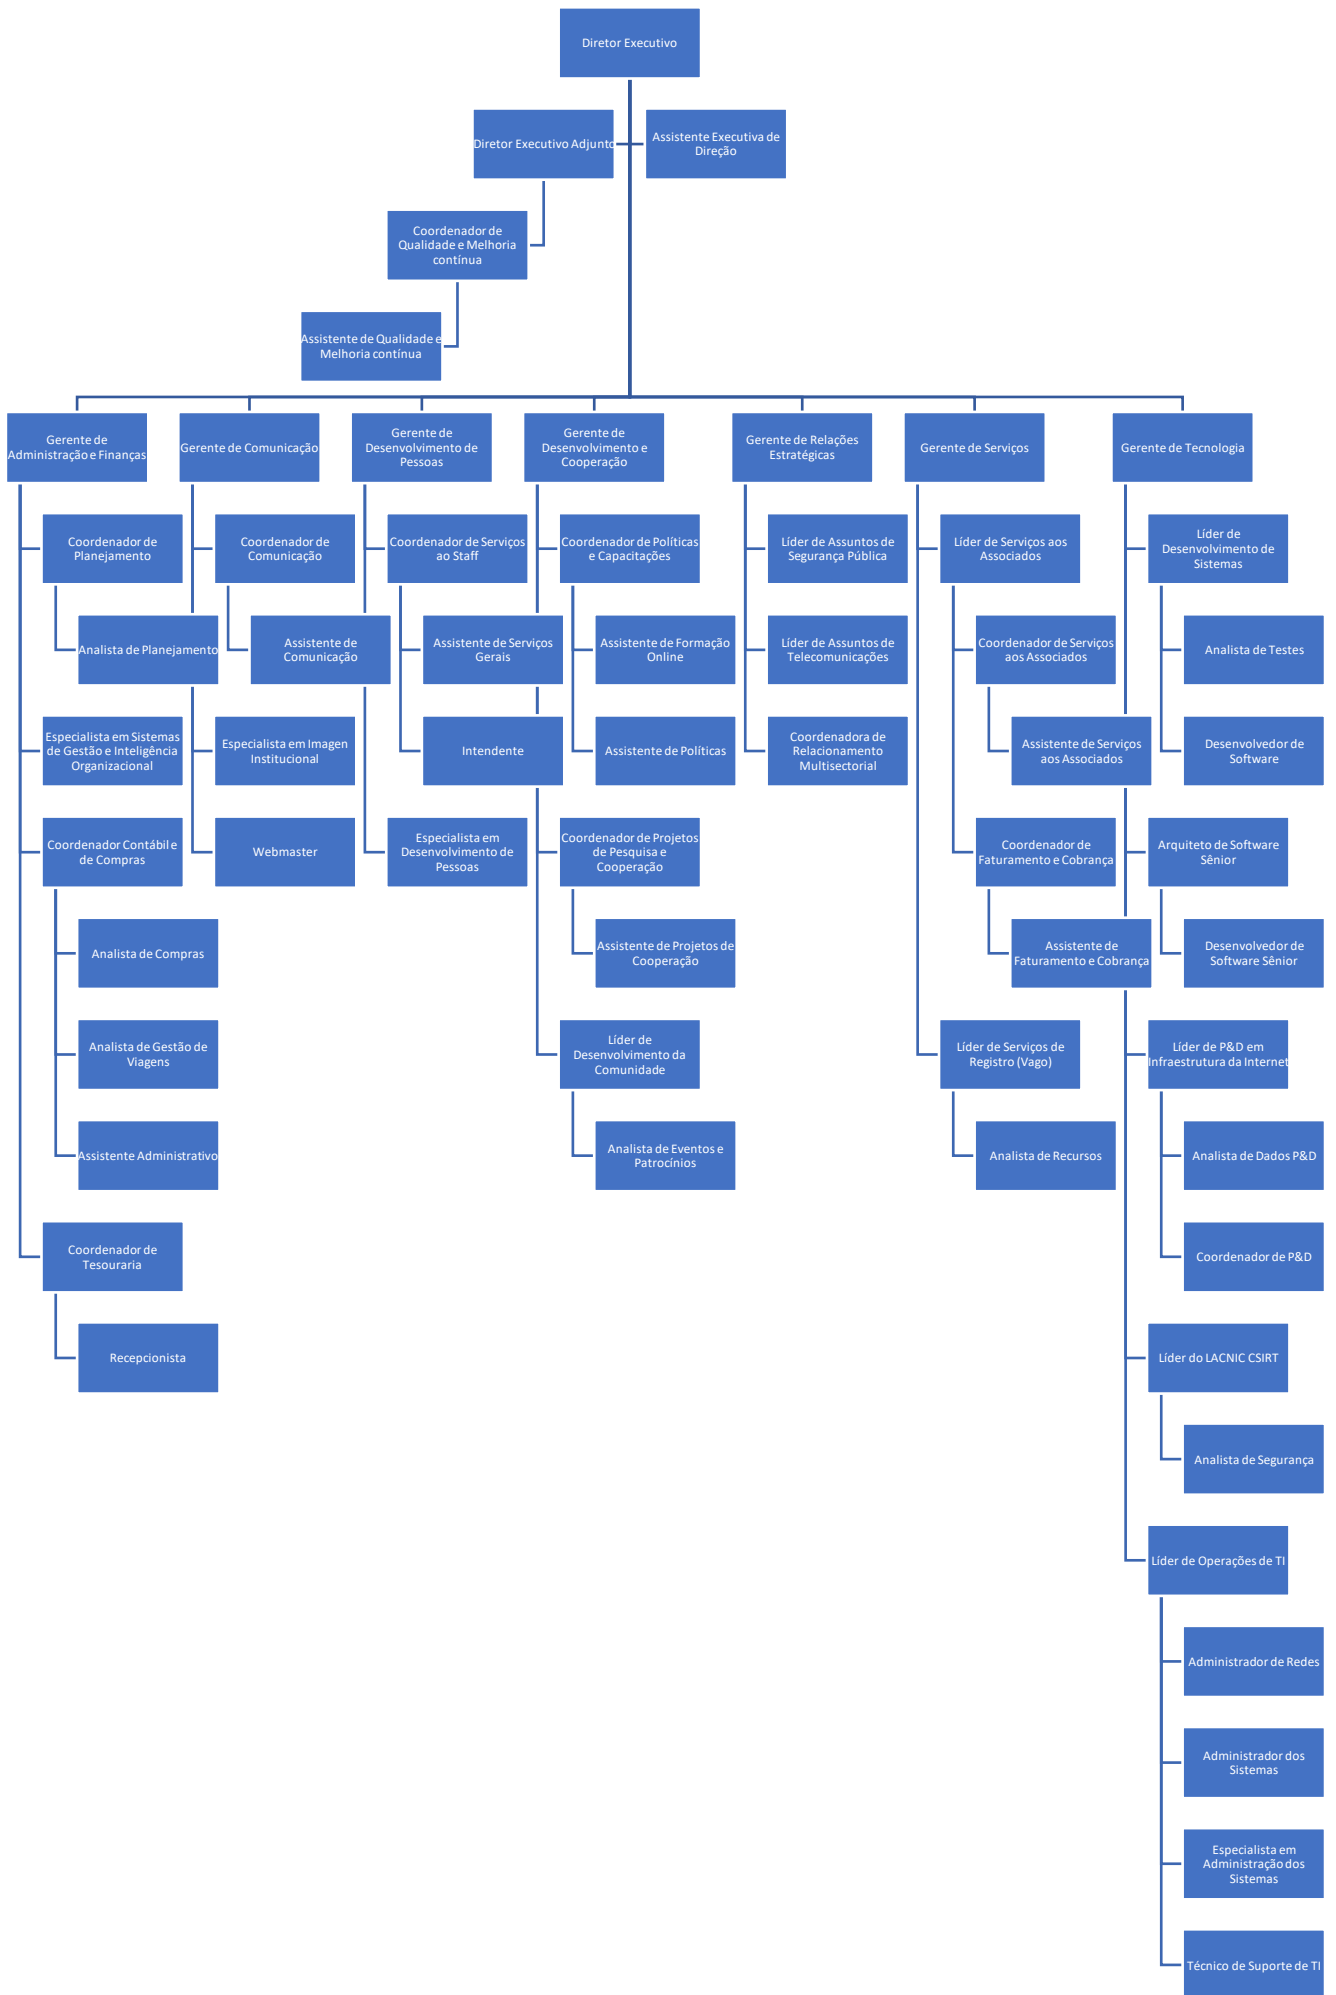 Diretor Executivo
Diretor Executivo Adjunto
Assistente Executiva de
Direção
Coordenador de
Qualidade e Melhoria
contínua
Assistente de Qualidade e
Melhoria contínua
Gerente de
Administração e Finanças
Gerente de Comunicação
Gerente de
Desenvolvimento de
Pessoas
Gerente de
Desenvolvimento e
Cooperação
Gerente de Relações
Estratégicas
Gerente de Serviços
Gerente de Tecnologia
Coordenador de
Planejamento
Coordenador de
Comunicação
Coordenador de Serviços
ao Staff
Coordenador de Políticas
e Capacitações
Líder de Assuntos de
Segurança Pública
Líder de Serviços aos
Associados
Líder de
Desenvolvimento de
Sistemas
Analista de Planejamento
Assistente de
Comunicação
Assistente de Serviços
Gerais
Assistente de Formação
Online
Líder de Assuntos de
Telecomunicações
Coordenador de Serviços
aos Associados
Analista de Testes
Especialista em Sistemas
de Gestão e Inteligência
Organizacional
Especialista em Imagen
Institucional
Intendente
Assistente de Políticas
Coordenadora de
Relacionamento
Multisectorial
Assistente de Serviços
aos Associados
Desenvolvedor de
Software
Coordenador Contábil e
de Compras
Webmaster
Especialista em
Desenvolvimento de
Pessoas
Coordenador de Projetos
de Pesquisa e
Cooperação
Coordenador de
Faturamento e Cobrança
Arquiteto de Software
Sênior
Analista de Compras
Assistente de Projetos de
Cooperação
Assistente de
Faturamento e Cobrança
Desenvolvedor de
Software Sênior
Analista de Gestão de
Viagens
Líder de
Desenvolvimento da
Comunidade
Líder de Serviços de
Registro (Vago)
Líder de P&D em
Infraestrutura da Internet
Assistente Administrativo
Analista de Eventos e
Patrocínios
Analista de Recursos
Analista de Dados P&D
Coordenador de
Tesouraria
Coordenador de P&D
Recepcionista
Líder do LACNIC CSIRT
Analista de Segurança
Líder de Operações de TI
Administrador de Redes
Administrador dos
Sistemas
Especialista em
Administração dos
Sistemas
Técnico de Suporte de TI